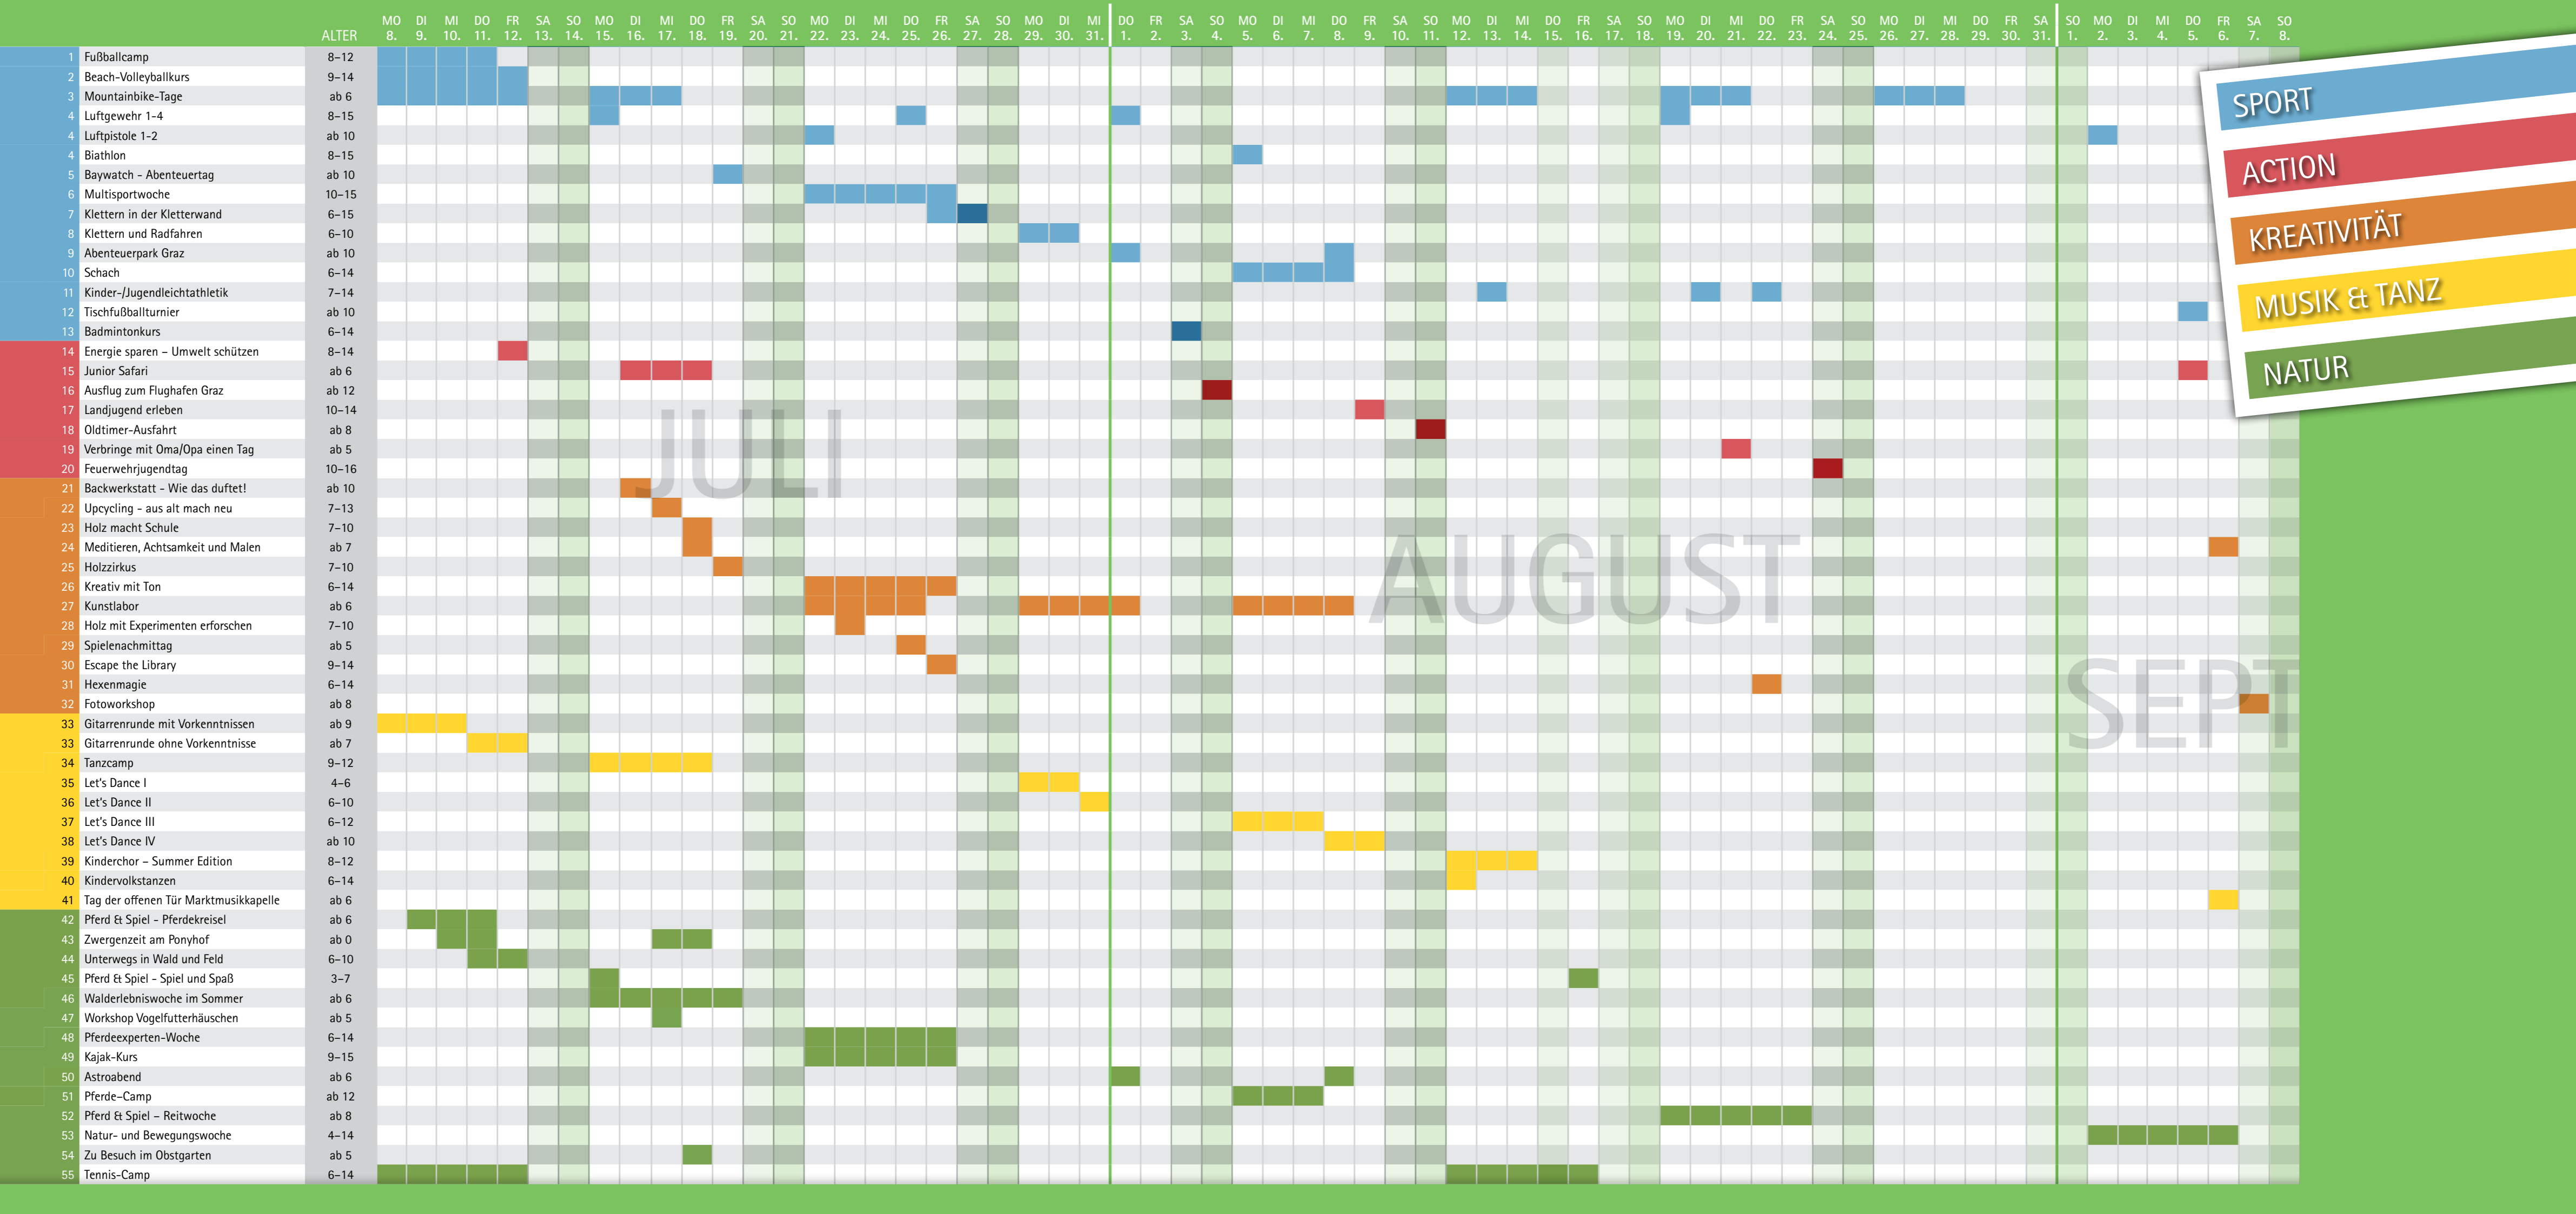 MO DI MI DO FR SA SO MO DI MI DO FR SA SO MO DI MI DO FR SA SO MO DI MI DO FR SA SO MO DI MI DO FR SA SO MO DI MI DO FR SA SO MO DI MI DO FR SA SO MO DI MI DO FR SA SO MO DI MI DO FR SA SO
ALTER 8. 9. 10. 11. 12. 13. 14. 15. 16. 17. 18. 19. 20. 21. 22. 23. 24. 25. 26. 27. 28. 29. 30. 31. 1. 2. 3. 4. 5. 6. 7. 8. 9. 10. 11. 12. 13. 14. 15. 16. 17. 18. 19. 20. 21. 22. 23. 24. 25. 26. 27. 28. 29. 30. 31. 1. 2. 3. 4. 5. 6. 7. 8.
1 Fußballcamp 8–12
2 Beach-Volleyballkurs 9–14
3 Mountainbike-Tage ab 6
4 Luftgewehr 1-4 8–15
4 Luftpistole 1-2 ab 10
4 Biathlon 8–15
5 Baywatch - Abenteuertag ab 10
6 Multisportwoche 10–15
7 Klettern in der Kletterwand 6–15
8 Klettern und Radfahren 6–10
9 Abenteuerpark Graz ab 10
10 Schach 6–14
11 Kinder-/Jugendleichtathletik 7–14
12 Tischfußballturnier ab 10
13 Badmintonkurs 6–14
14 Energie sparen – Umwelt schützen 8–14
15 Junior Safari ab 6
16 Ausflug zum Flughafen Graz ab 12
17 Landjugend erleben 10–14
18 Oldtimer-Ausfahrt ab 8
19 Verbringe mit Oma/Opa einen Tag ab 5
20 Feuerwehrjugendtag 10–16
21 Backwerkstatt - Wie das duftet! ab 10
22 Upcycling - aus alt mach neu 7–13
23 Holz macht Schule 7–10
24 Meditieren, Achtsamkeit und Malen ab 7
25 Holzzirkus 7–10
26 Kreativ mit Ton 6–14
27 Kunstlabor ab 6
28 Holz mit Experimenten erforschen 7–10
29 Spielenachmittag ab 5
30 Escape the Library 9–14
31 Hexenmagie 6–14
32 Fotoworkshop ab 8
33 Gitarrenrunde mit Vorkenntnissen ab 9
33 Gitarrenrunde ohne Vorkenntnisse ab 7
34 Tanzcamp 9–12
35 Let's Dance I 4–6
36 Let's Dance II 6–10
37 Let's Dance III 6–12
38 Let's Dance IV ab 10
39 Kinderchor – Summer Edition 8–12
40 Kindervolkstanzen 6–14
41 Tag der offenen Tür Marktmusikkapelle ab 6
42 Pferd & Spiel - Pferdekreisel ab 6
43 Zwergenzeit am Ponyhof ab 0
44 Unterwegs in Wald und Feld 6–10
45 Pferd & Spiel - Spiel und Spaß 3–7
46 Walderlebniswoche im Sommer ab 6
47 Workshop Vogelfutterhäuschen ab 5
48 Pferdeexperten-Woche 6–14
49 Kajak-Kurs 9–15
50 Astroabend ab 6
51 Pferde–Camp ab 12
52 Pferd & Spiel – Reitwoche ab 8
53 Natur- und Bewegungswoche 4–14
54 Zu Besuch im Obstgarten ab 5
55 Tennis-Camp 6–14
JULI
AUGUST
SEPT
SPORT
ACTION
KREATIVITÄT
MUSIK & TANZ
NATUR